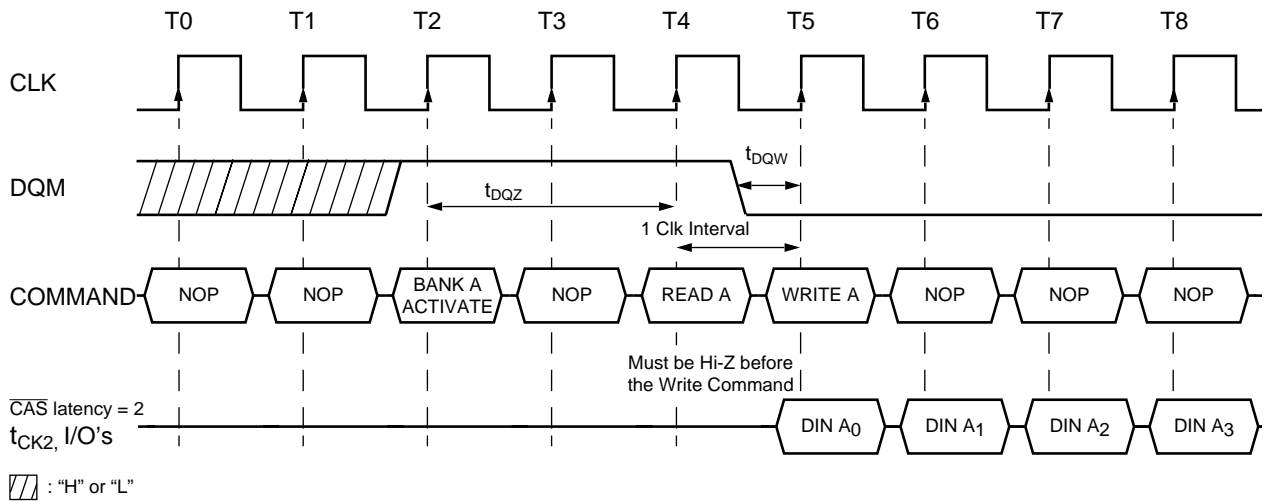 T0 T1 T2 T3 T4 T5 T6 T7 T8
CLK
tDQW
DQM
tDQZ
1 Clk Interval
COMMAND NOP NOP BANK A ACTIVATE NOP READ A WRITE A NOP NOP NOP
Must be Hi-Z before
the Write Command
CAS latency = 2
tCK2, I/O's DIN A0 DIN A1 DIN A2 DIN A3
: “H” or “L”